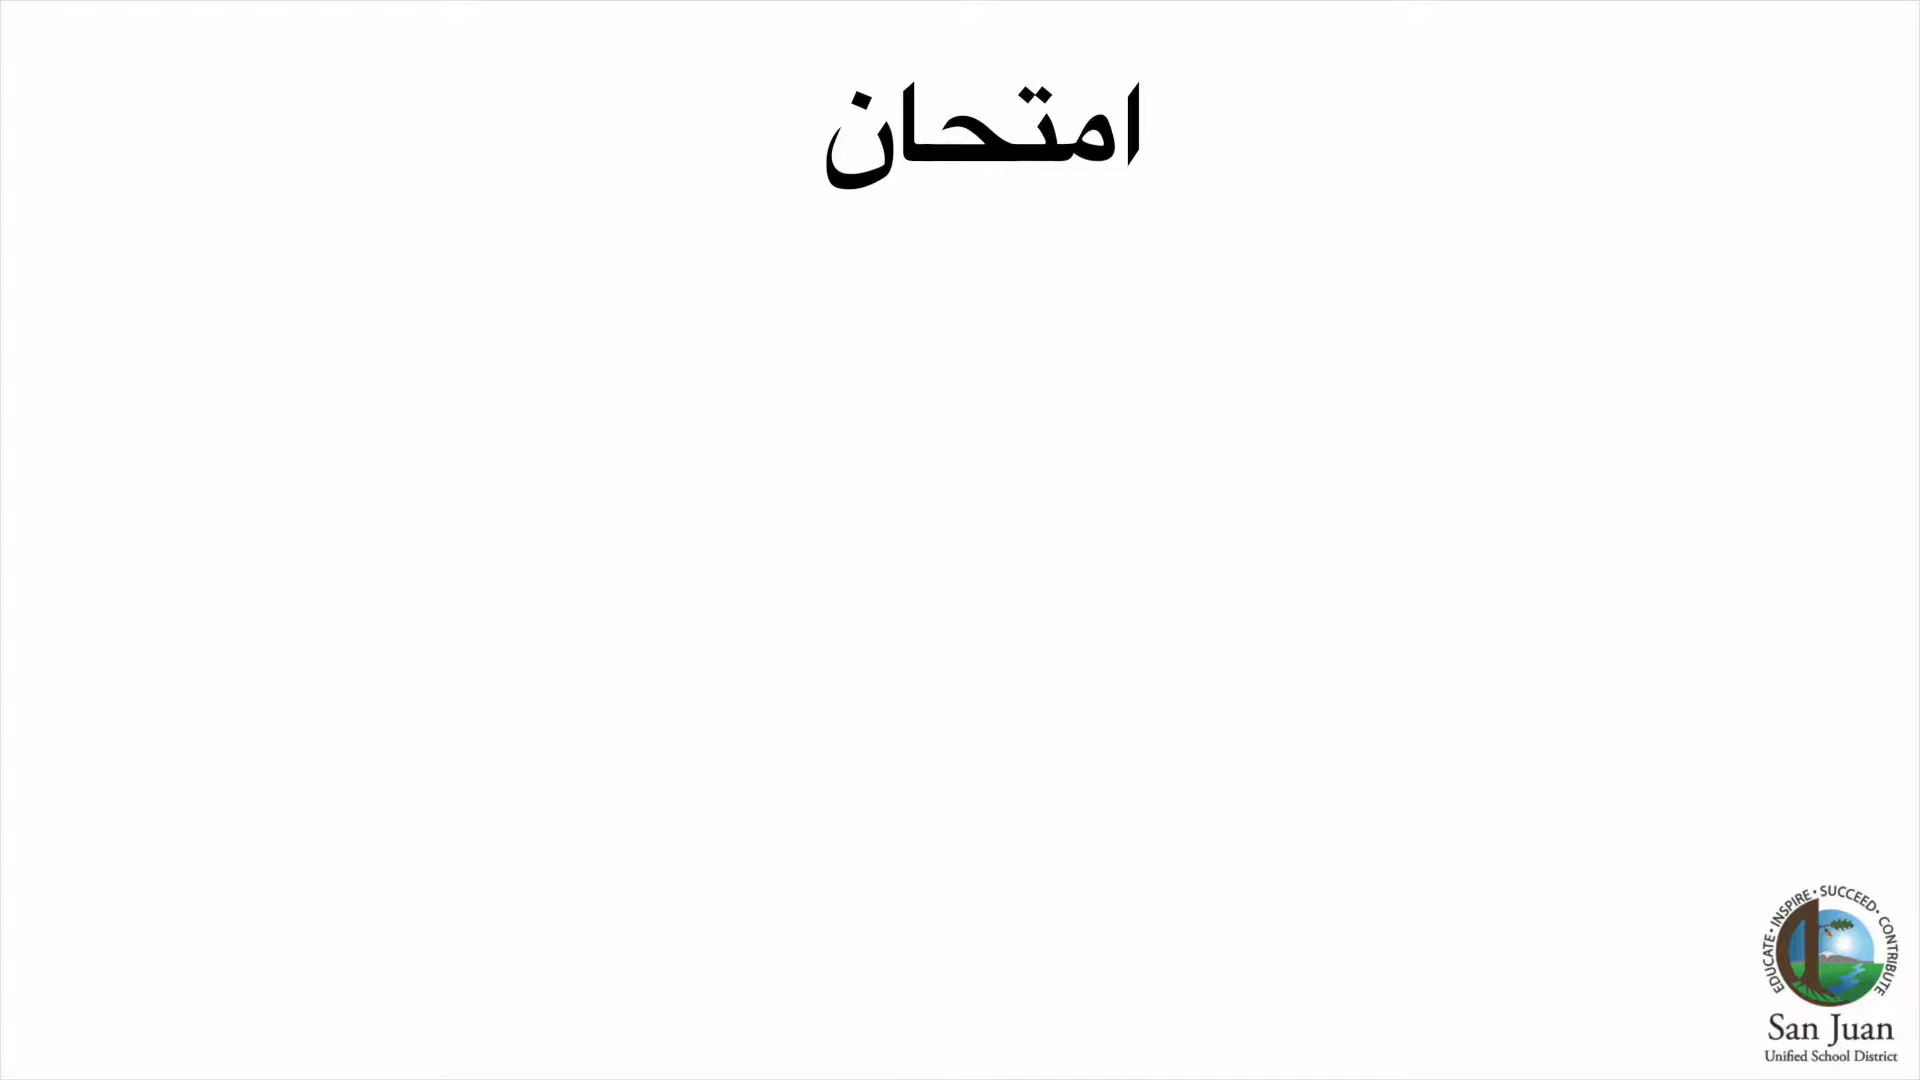 امتحان
EDUCATE • INSPIRE • SUCCEED • CONTRIBUTE
San Juan
Unified School District